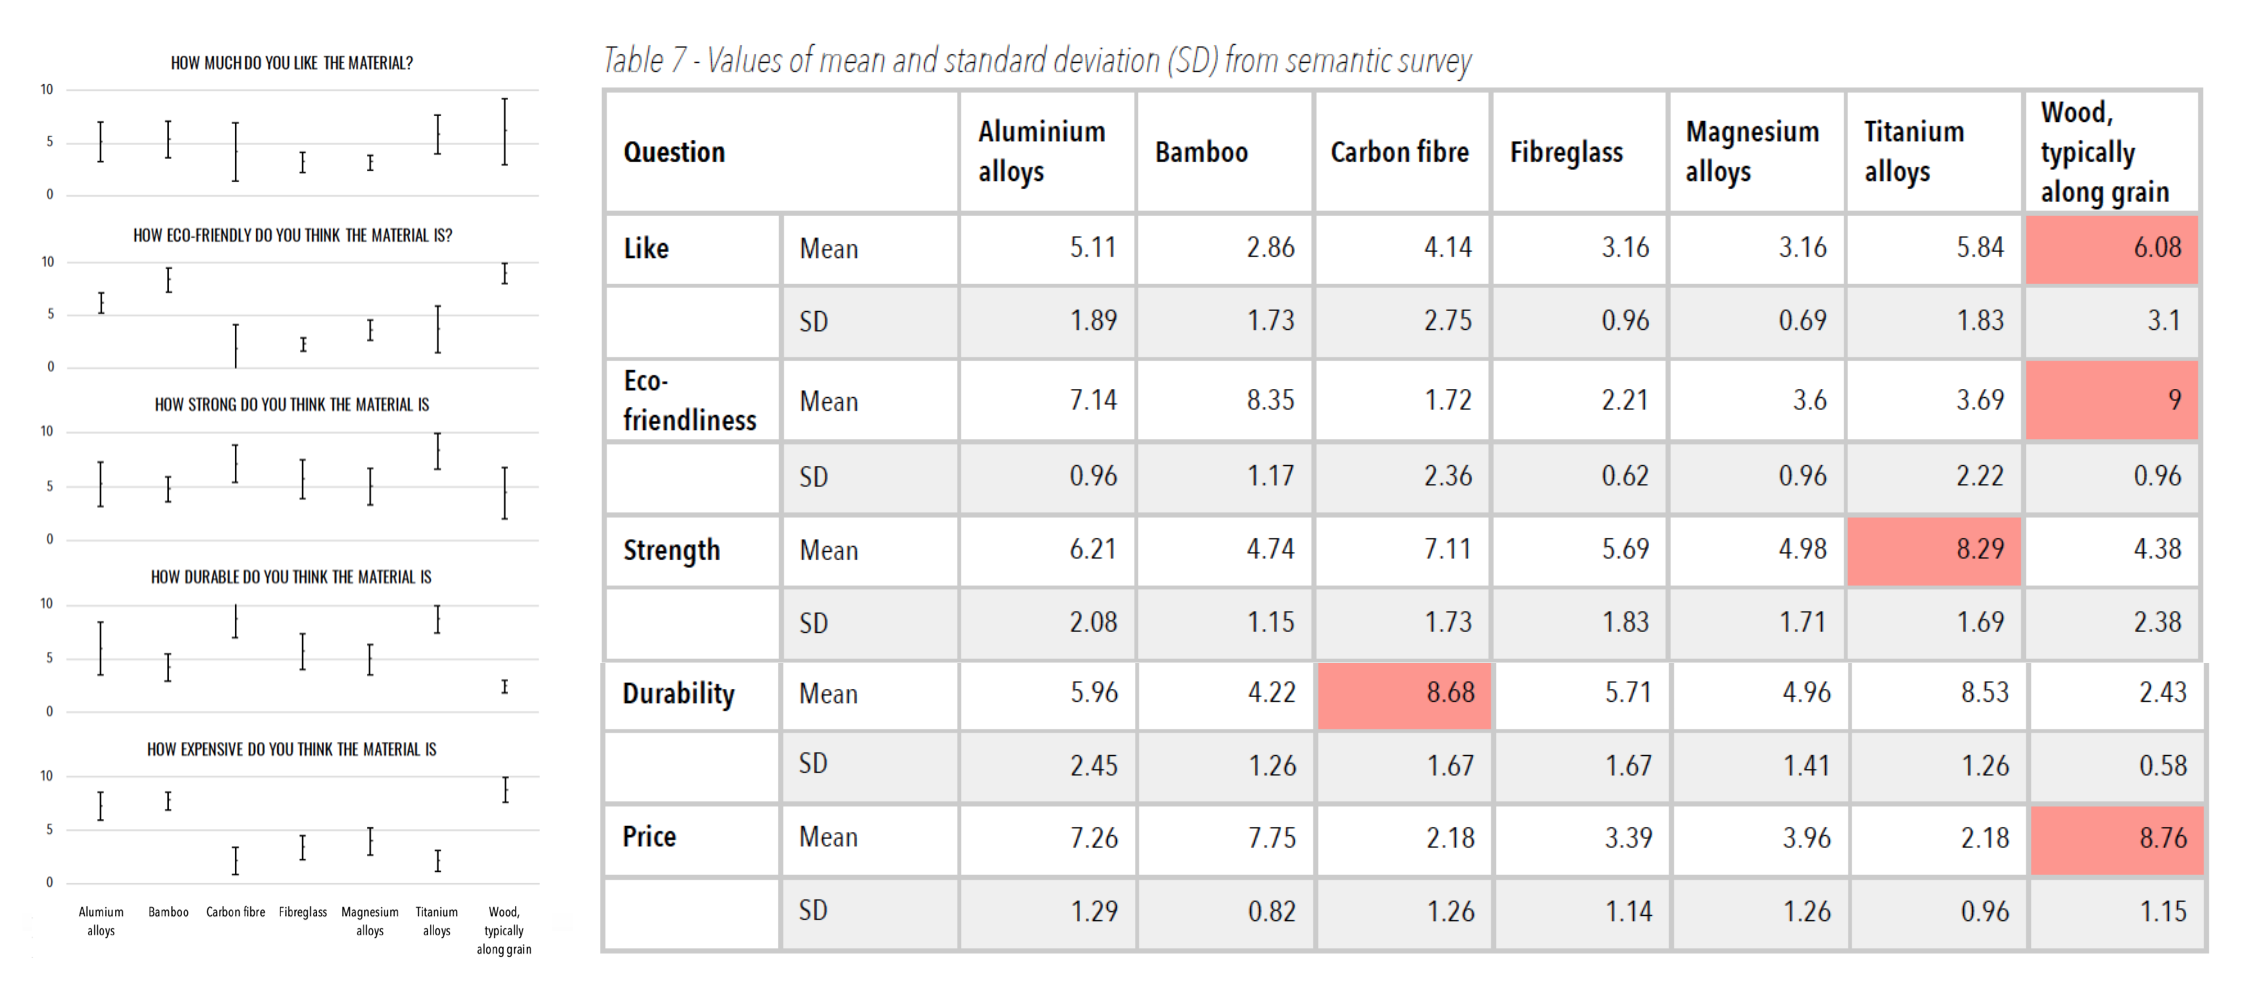 HOW MUCH DO YOU LIKE THE MATERIAL?
10
5
0
HOW ECO-FRIENDLY DO YOU THINK THE MATERIAL IS?
10
5
0
HOW STRONG DO YOU THINK THE MATERIAL IS
10
5
0
HOW DURABLE DO YOU THINK THE MATERIAL IS
10
5
0
HOW EXPENSIVE DO YOU THINK THE MATERIAL IS
10
5
0
Alumium alloys
Bamboo
Carbon fibre
Fibreglass
Magnesium alloys
Titanium alloys
Wood, typically along grain
Table 7 - Values of mean and standard deviation (SD) from semantic survey
Question Aluminium alloys Bamboo Carbon fibre Fibreglass Magnesium alloys Titanium alloys Wood, typically along grain
Like Mean 5.11 2.86 4.14 3.16 3.16 5.84 6.08
SD 1.89 1.73 2.75 0.96 0.69 1.83 3.1
Eco-friendliness Mean 7.14 8.35 1.72 2.21 3.6 3.69 9
SD 0.96 1.17 2.36 0.62 0.96 2.22 0.96
Strength Mean 6.21 4.74 7.11 5.69 4.98 8.29 4.38
SD 2.08 1.15 1.73 1.83 1.71 1.69 2.38
Durability Mean 5.96 4.22 8.68 5.71 4.96 8.53 2.43
SD 2.45 1.26 1.67 1.67 1.41 1.26 0.58
Price Mean 7.26 7.75 2.18 3.39 3.96 2.18 8.76
SD 1.29 0.82 1.26 1.14 1.26 0.96 1.15